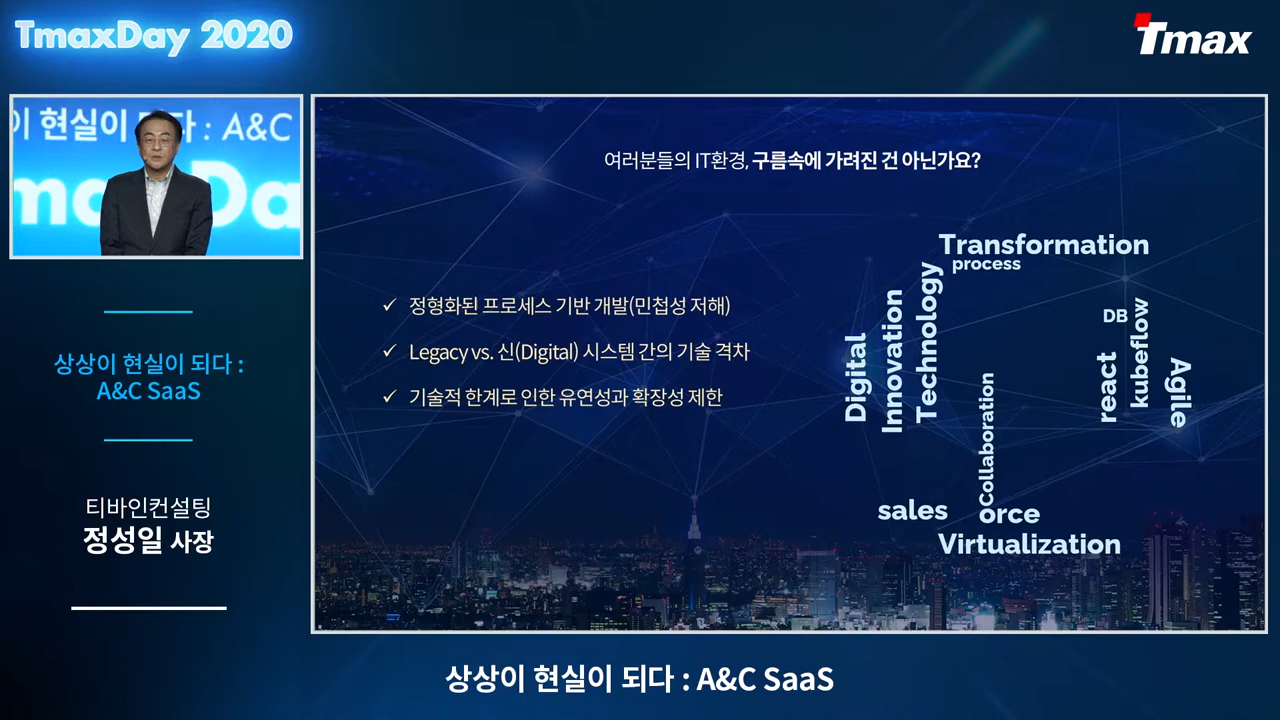 TmaxDay 2020
Tmax
이 현실이 되다 : A&C
max Da
상상이 현실이 되다 :
A&C SaaS
티바인컨설팅
정성일 사장
여러분들의 IT환경, 구름속에 가려진 건 아닌가요?
✓ 정형화된 프로세스 기반 개발(민첩성 저해)
✓ Legacy vs. 신(Digital) 시스템 간의 기술 격차
✓ 기술적 한계로 인한 유연성과 확장성 제한
Transformation
process
Digital
Innovation
Technology
Collaboration
DB
react
kubeflow
Agile
sales
orce
Virtualization
상상이 현실이 되다 : A&C SaaS